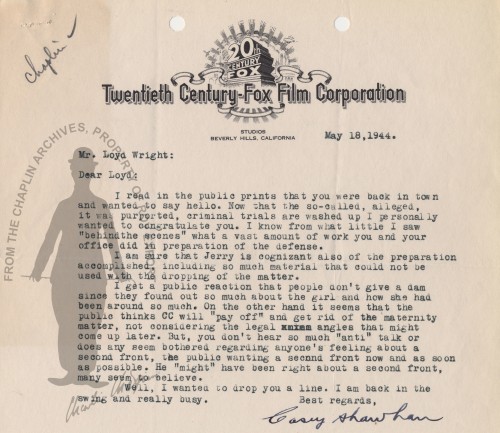 Chaplin
20th
CENTURY
FOX
Twentieth Century-Fox Film Corporation
STUDIOS
BEVERLY HILLS, CALIFORNIA
May 18,1944.
Mr. Loyd Wright:
Dear Loyd:
I read in the public prints that you were back in town
and wanted to say hello. Now that the so-called, alleged,
it was purported, criminal trials are washed up I personally
wanted to congratulate you. I know from what little I saw
"behindthe scenes" what a vast amount of work you and your
office did in preparation of the defense.
I am sure that Jerry is cognizant also of the preparation
accomplished, including so much material that could not be
used with the dropping of the matter.
I get a public reaction that people don't give a dam
since they found out so much about the girl and how she had
been around so much. On the other hand it seems that the
public thinks CC will "pay off" and get rid of the maternity
matter, not considering the legal angles that might
come up later. But, you don't hear so much "anti" talk or
does any seem bothered regarding anyone's feeling about a
second front, the public wanting a secnnd front now and as soon
as possible. He "might" have been right about a second front,
many seem to believe.
Well, I wanted to drop you a line. I am back in the
swing and really busy. Best regards,
Casey Shawhan
FROM THE CHAPLIN ARCHIVES, PROPERTY OF